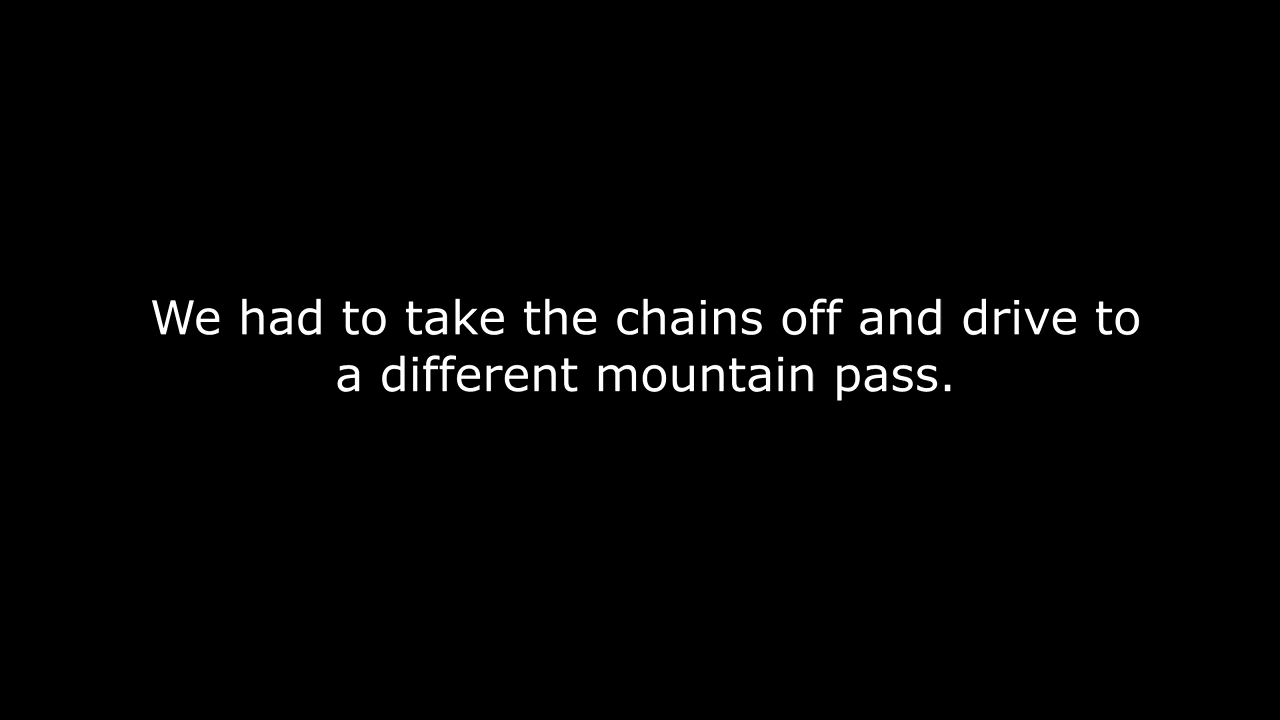 We had to take the chains off and drive to
a different mountain pass.